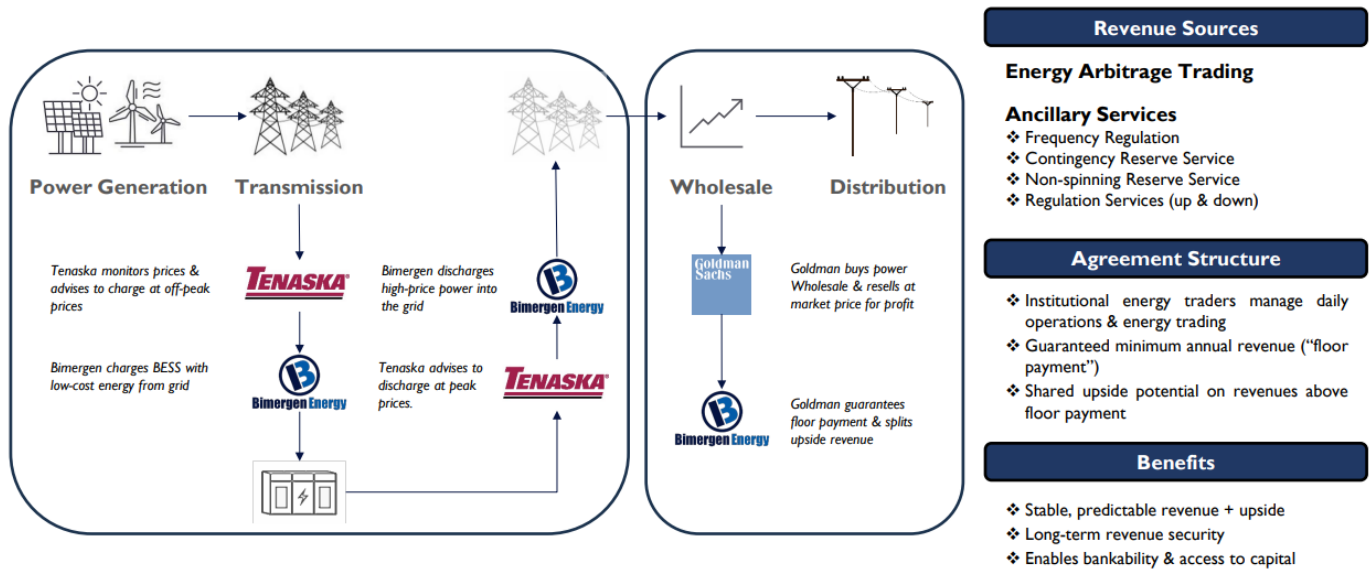 Power Generation
Transmission
Tenaska monitors prices &
advises to charge at off-peak
prices
TENASKA®
Bimergen charges BESS with
low-cost energy from grid
Bimergen Energy
Bimergen discharges
high-price power into
the grid
Bimergen Energy
Tenaska advises to
discharge at peak
prices.
TENASKA®
Wholesale
Distribution
Goldman
Sachs
Goldman buys power
Wholesale & resells at
market price for profit
Bimergen Energy
Goldman guarantees
floor payment & splits
upside revenue
Revenue Sources
Energy Arbitrage Trading
Ancillary Services
❖ Frequency Regulation
❖ Contingency Reserve Service
❖ Non-spinning Reserve Service
❖ Regulation Services (up & down)
Agreement Structure
❖ Institutional energy traders manage daily
operations & energy trading
❖ Guaranteed minimum annual revenue (“floor
payment”)
❖ Shared upside potential on revenues above
floor payment
Benefits
❖ Stable, predictable revenue + upside
❖ Long-term revenue security
❖ Enables bankability & access to capital